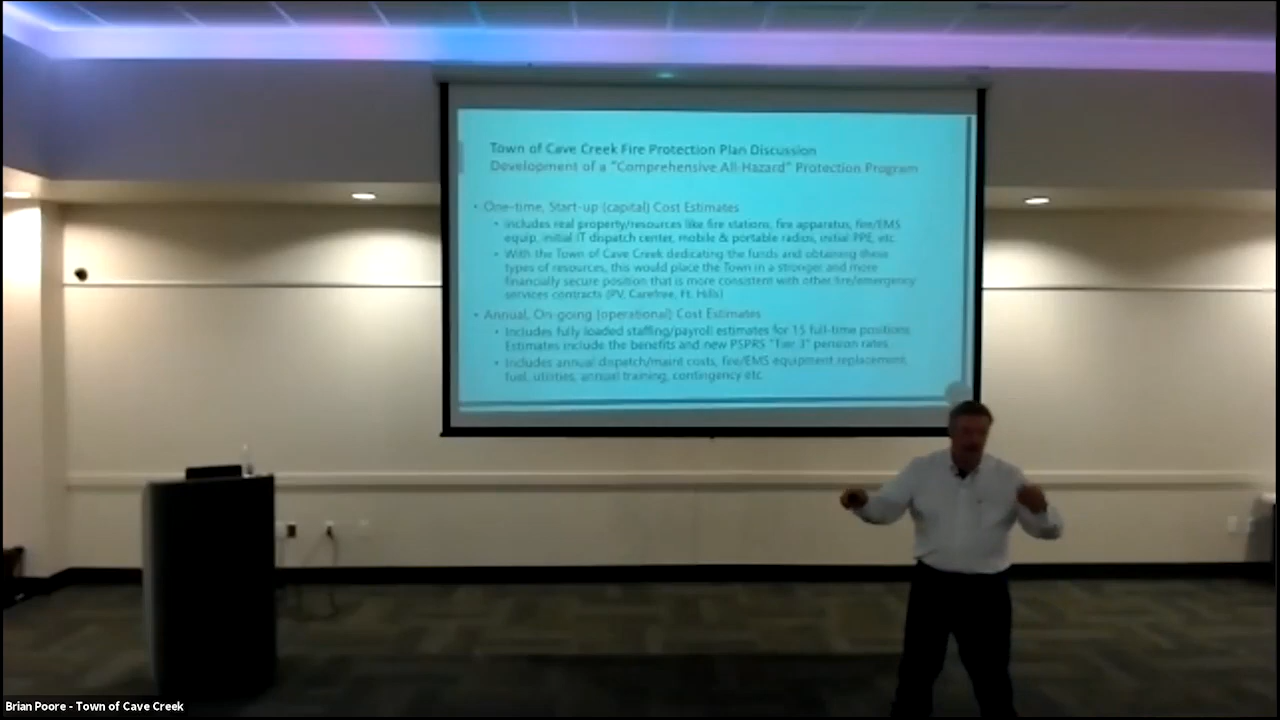 Town of Cave Creek Fire Protection Plan Discussion
Development of a "Comprehensive All-Hazard" Protection Program
• One-time, Start-up (capital) Cost Estimates
• Includes real property/resources like fire stations, fire apparatus, fire/EMS
equip, initial IT dispatch center, mobile & portable radios, initial PPE, etc.
• With the Town of Cave Creek dedicating the funds and obtaining these
types of resources, this would place the Town in a stronger and more
financially secure position that is more consistent with other fire/emergency
services contracts (PV, Carefree, Ft. Hills)
• Annual, On-going (operational) Cost Estimates
• Includes fully loaded staffing/payroll estimates for 15 full-time positions.
Estimates include the benefits and new PSPRS "Tier 3" pension rates.
• Includes annual dispatch/maint costs, fire/EMS equipment replacement,
fuel, utilities, annual training, contingency etc.
Brian Poore - Town of Cave Creek